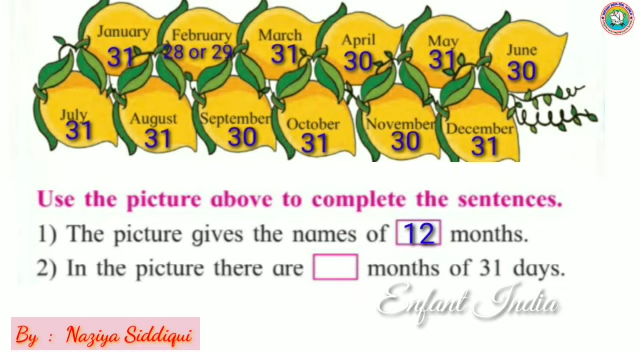 January February March April May June
31 28 or 29 31 30 31 30
July August September October November December
31 31 30 31 30 31
Use the picture above to complete the sentences.
1) The picture gives the names of 12 months.
2) In the picture there are months of 31 days.
Enfant India
By : Naziya Siddiqui